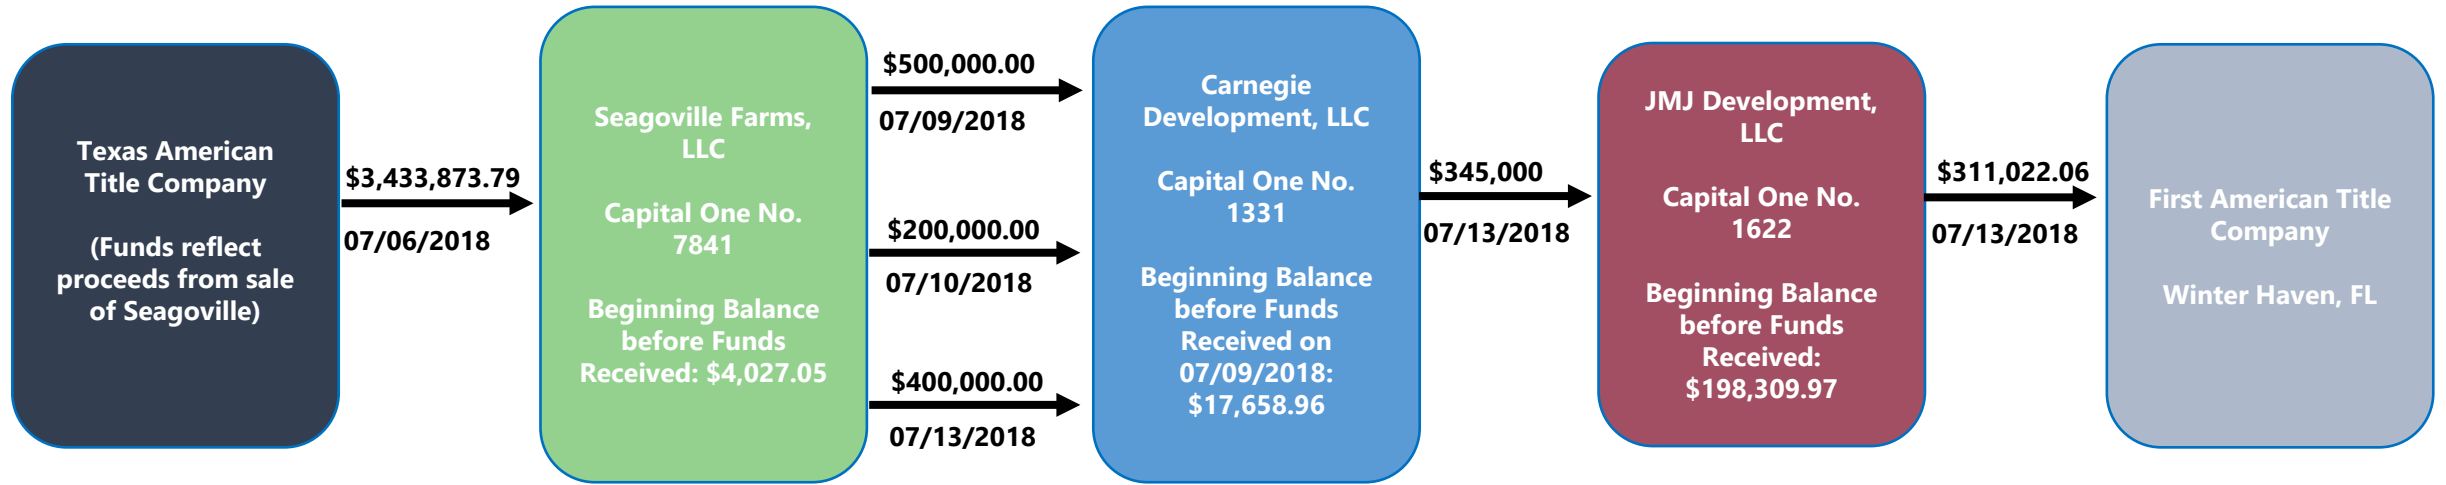 Texas American
Title Company
(Funds reflect
proceeds from sale
of Seagoville)
$3,433,873.79
07/06/2018
Seagoville Farms,
LLC
Capital One No.
7841
Beginning Balance
before Funds
Received: $4,027.05
$500,000.00
07/09/2018
$200,000.00
07/10/2018
$400,000.00
07/13/2018
Carnegie
Development, LLC
Capital One No.
1331
Beginning Balance
before Funds
Received on
07/09/2018:
$17,658.96
$345,000
07/13/2018
JMJ Development,
LLC
Capital One No.
1622
Beginning Balance
before Funds
Received:
$198,309.97
$311,022.06
07/13/2018
First American Title
Company
Winter Haven, FL